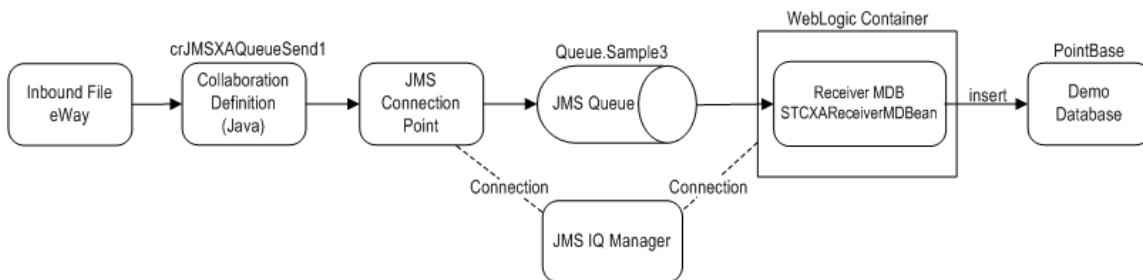 WebLogic Container
crJMSXAQueueSend1
Queue.Sample3
PointBase
Inbound File
eWay
Collaboration
Definition
(Java)
JMS
Connection
Point
JMS Queue
Receiver MDB
STCXAReceiverMDBean
insert
Demo
Database
Connection
Connection
JMS IQ Manager